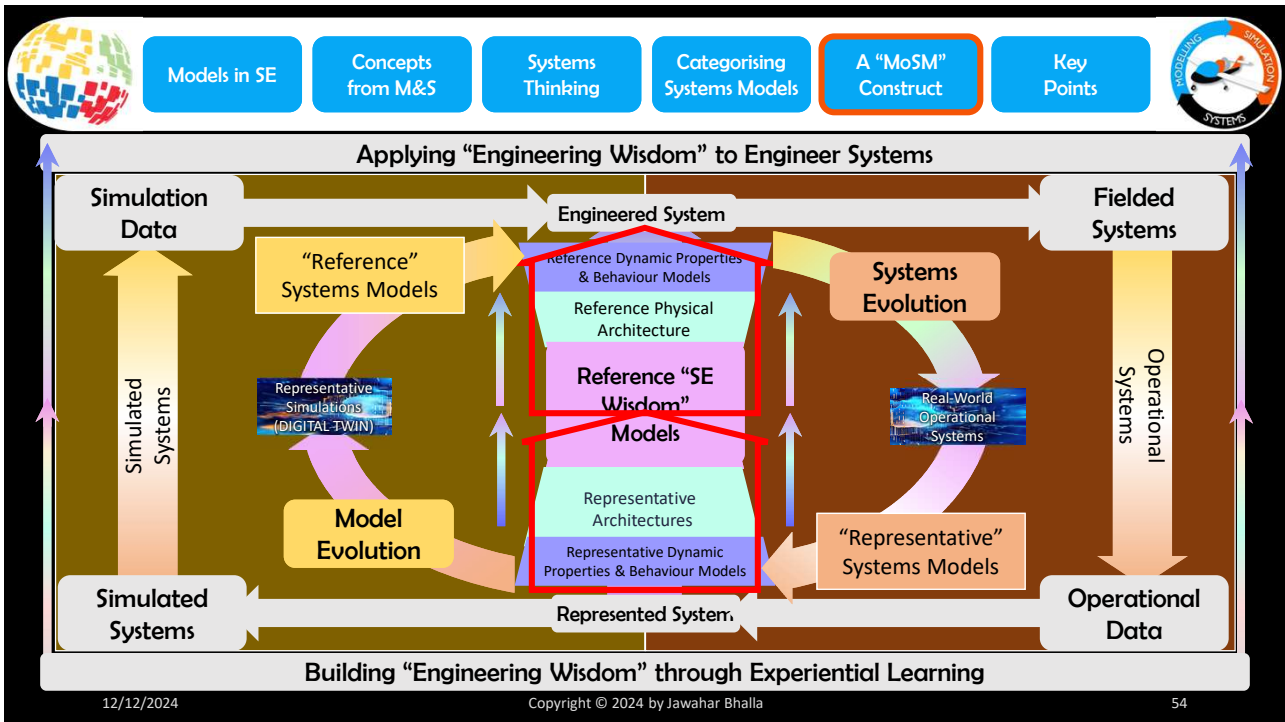 Models in SE
Concepts
from M&S
Systems
Thinking
Categorising
Systems Models
A “MoSM”
Construct
Key
Points
MODELLING
SIMULATION
SYSTEMS
Applying “Engineering Wisdom” to Engineer Systems
Simulation
Data
Engineered System
Fielded
Systems
“Reference”
Systems Models
Reference Dynamic Properties
& Behaviour Models
Systems
Evolution
Reference Physical
Architecture
Simulated
Systems
Representative
Simulations
(DIGITAL TWIN)
Reference “SE
Wisdom”
Models
Real-World
Operational
Systems
Operational
Systems
Model
Evolution
Representative
Architectures
“Representative”
Systems Models
Representative Dynamic
Properties & Behaviour Models
Simulated
Systems
Represented System
Operational
Data
Building “Engineering Wisdom” through Experiential Learning
12/12/2024
Copyright © 2024 by Jawahar Bhalla
54